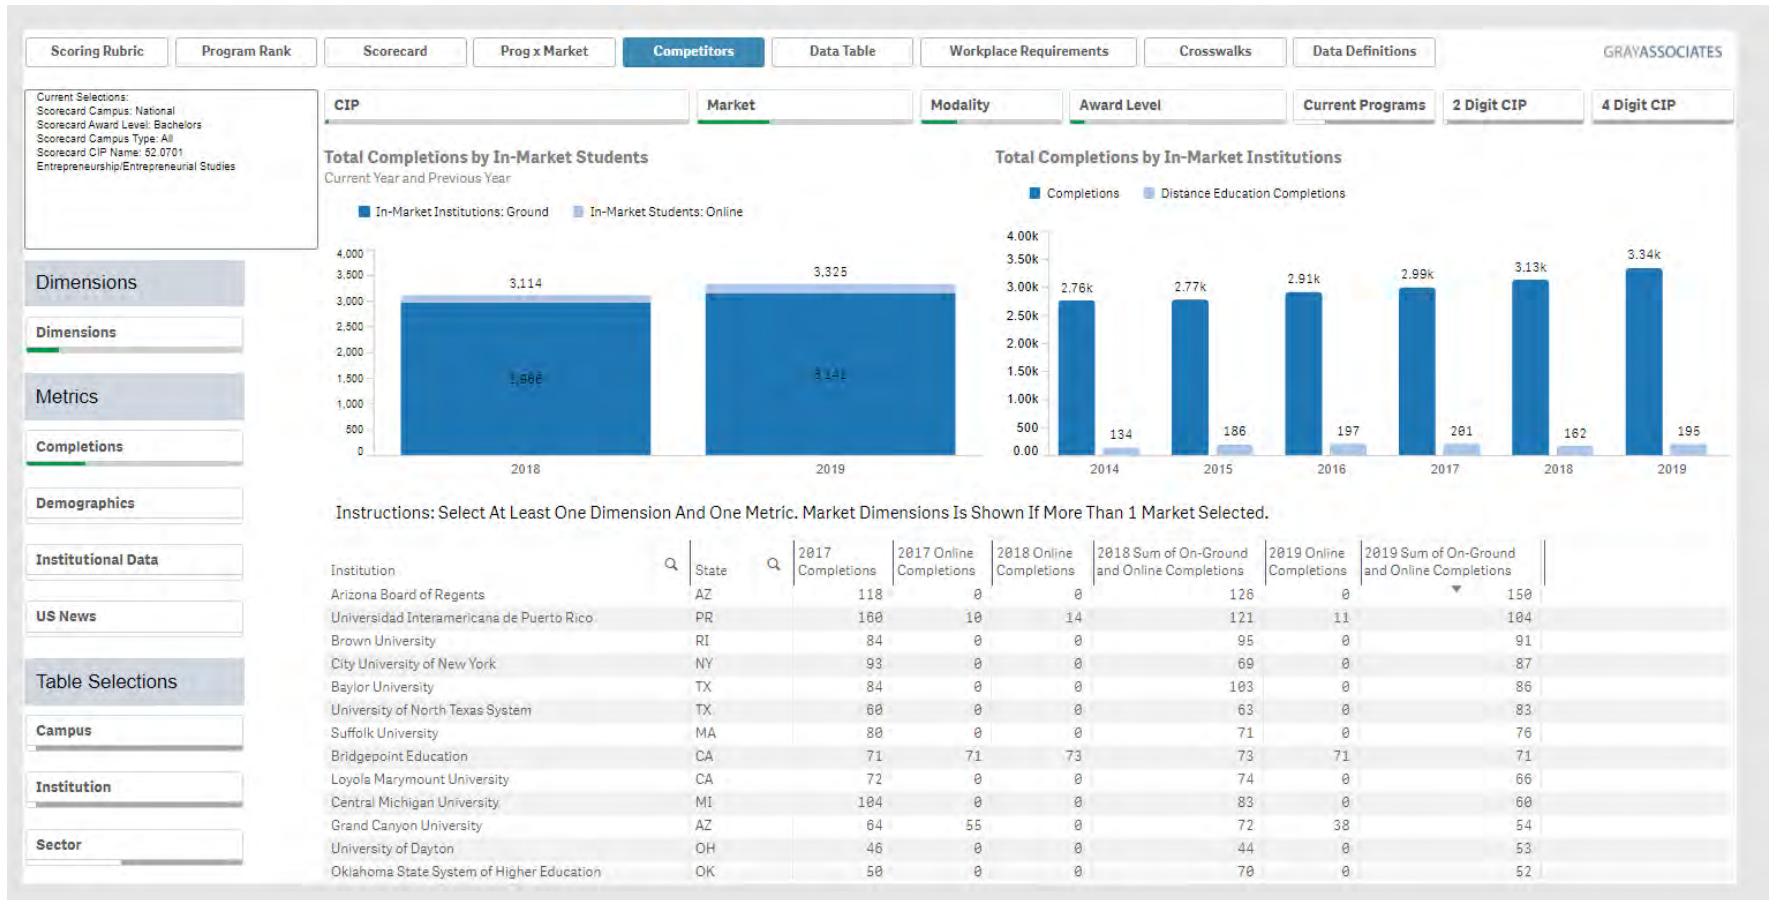 Scoring Rubric Program Rank Scorecard Prog x Market Competitors Data Table Workplace Requirements Crosswalks Data Definitions GRAYASSOCIATES
Current Selections:
Scorecard Campus: National
Scorecard Award Level: Bachelors
Scorecard Campus Type: All
Scorecard CIP Name: 52.0701
Entrepreneurship/Entrepreneurial Studies
CIP Market Modality Award Level Current Programs 2 Digit CIP 4 Digit CIP
Dimensions
Dimensions
Metrics
Completions
Demographics
Institutional Data
US News
Table Selections
Campus
Institution
Sector
Total Completions by In-Market Students
Current Year and Previous Year
In-Market Institutions: Ground In-Market Students: Online
4,000
3,500
3,000
2,500
2,000
1,500
1,000
500
0
3,114
3,325
3,141
2018 2019
Total Completions by In-Market Institutions
Completions Distance Education Completions
4.00k
3.50k
3.00k
2.50k
2.00k
1.50k
1.00k
500
0.00
2.76k 2.77k 2.91k 2.99k 3.13k 3.34k
134 186 197 201 162 195
2014 2015 2016 2017 2018 2019
Instructions: Select At Least One Dimension And One Metric. Market Dimensions Is Shown If More Than 1 Market Selected.
2017 2017 Online 2018 Online 2018 Sum of On-Ground 2019 Online 2019 Sum of On-Ground
Institution State Completions Completions Completions and Online Completions Completions and Online Completions
Arizona Board of Regents AZ 118 0 0 126 0 150
Universidad Interamericana de Puerto Rico PR 160 10 14 121 11 104
Brown University RI 84 0 0 95 0 91
City University of New York NY 93 0 0 69 0 87
Baylor University TX 84 0 0 103 0 86
University of North Texas System TX 60 0 0 63 0 83
Suffolk University MA 80 0 0 71 0 76
Bridgepoint Education CA 71 71 73 73 71 71
Loyola Marymount University CA 72 0 0 74 0 66
Central Michigan University MI 104 0 0 83 0 60
Grand Canyon University AZ 64 55 0 72 38 54
University of Dayton OH 46 0 0 44 0 53
Oklahoma State System of Higher Education OK 50 0 0 70 0 52